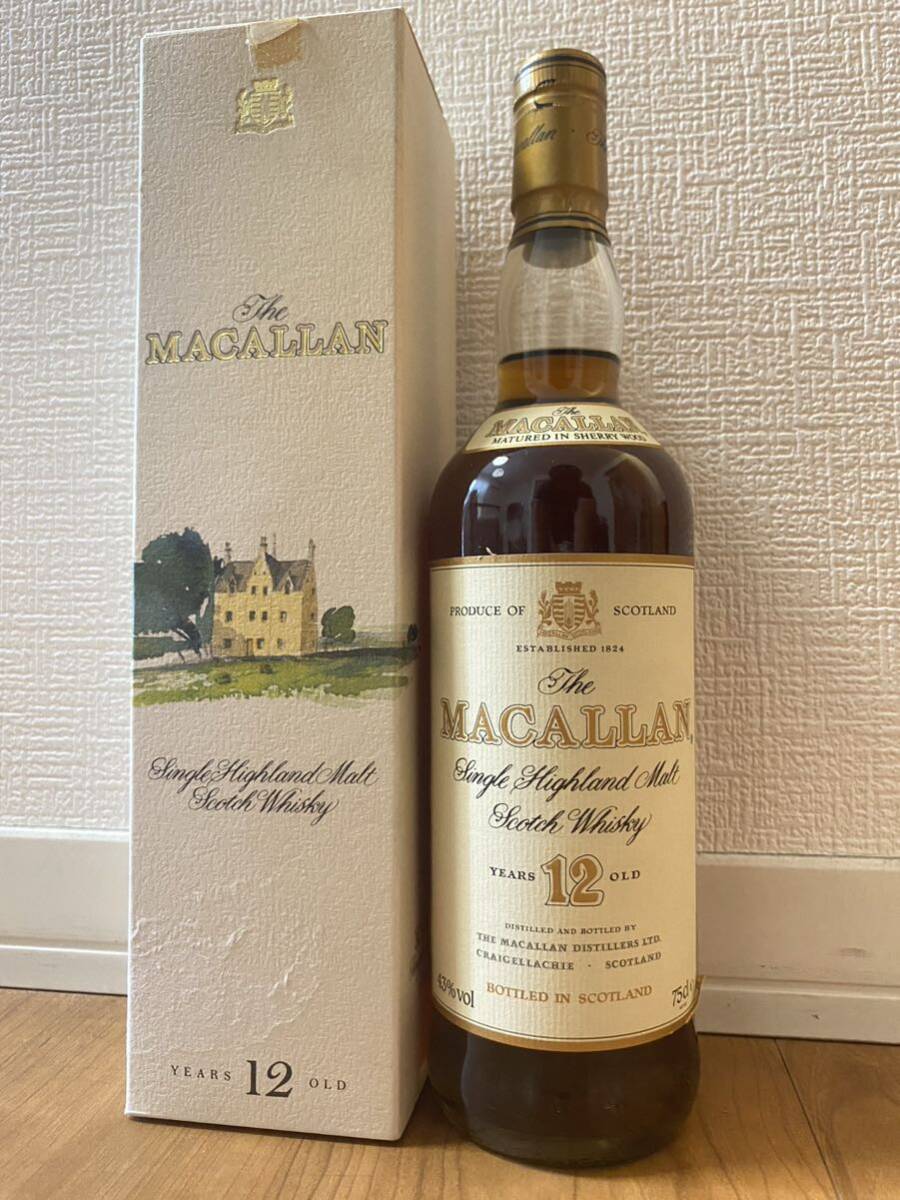 The
MACALLAN
Single Highland Malt
Scotch Whisky
YEARS 12 OLD
The
MACALLAN
MATURED IN SHERRY WOOD
PRODUCE OF SCOTLAND
ESTABLISHED 1824
The
MACALLAN
Single Highland Malt
Scotch Whisky
YEARS 12 OLD
DISTILLED AND BOTTLED BY
THE MACALLAN DISTILLERS LTD.
CRAIGELLACHIE · SCOTLAND
43%vol BOTTLED IN SCOTLAND 75cl